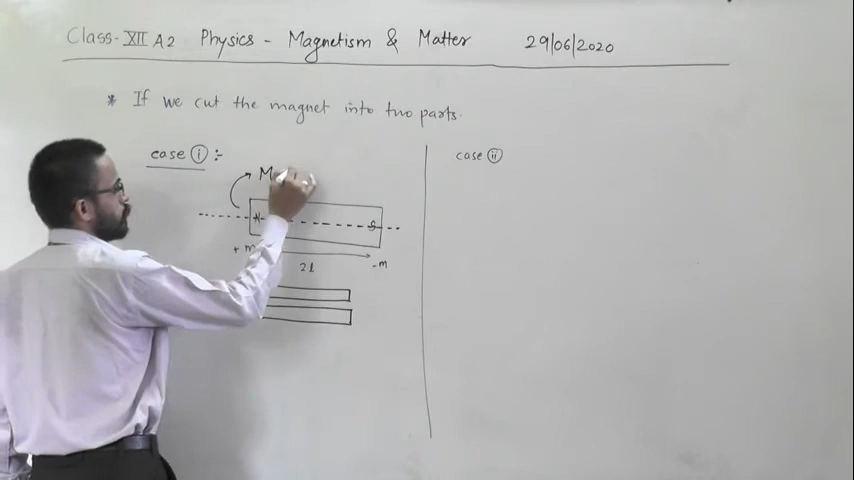 Class-XII A2 Physics - Magnetism & Matter 29/06/2020
* If we cut the magnet into two parts.
case (i) :-
case (ii)
M
N S
+ m
2l
-m